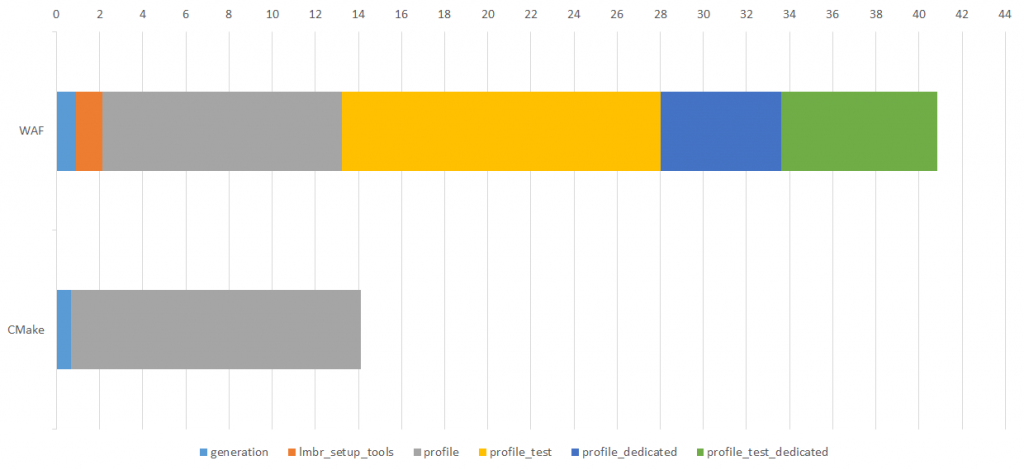 0 2 4 6 8 10 12 14 16 18 20 22 24 26 28 30 32 34 36 38 40 42 44
WAF
CMake
generation lmbr_setup_tools profile profile_test profile_dedicated profile_test_dedicated